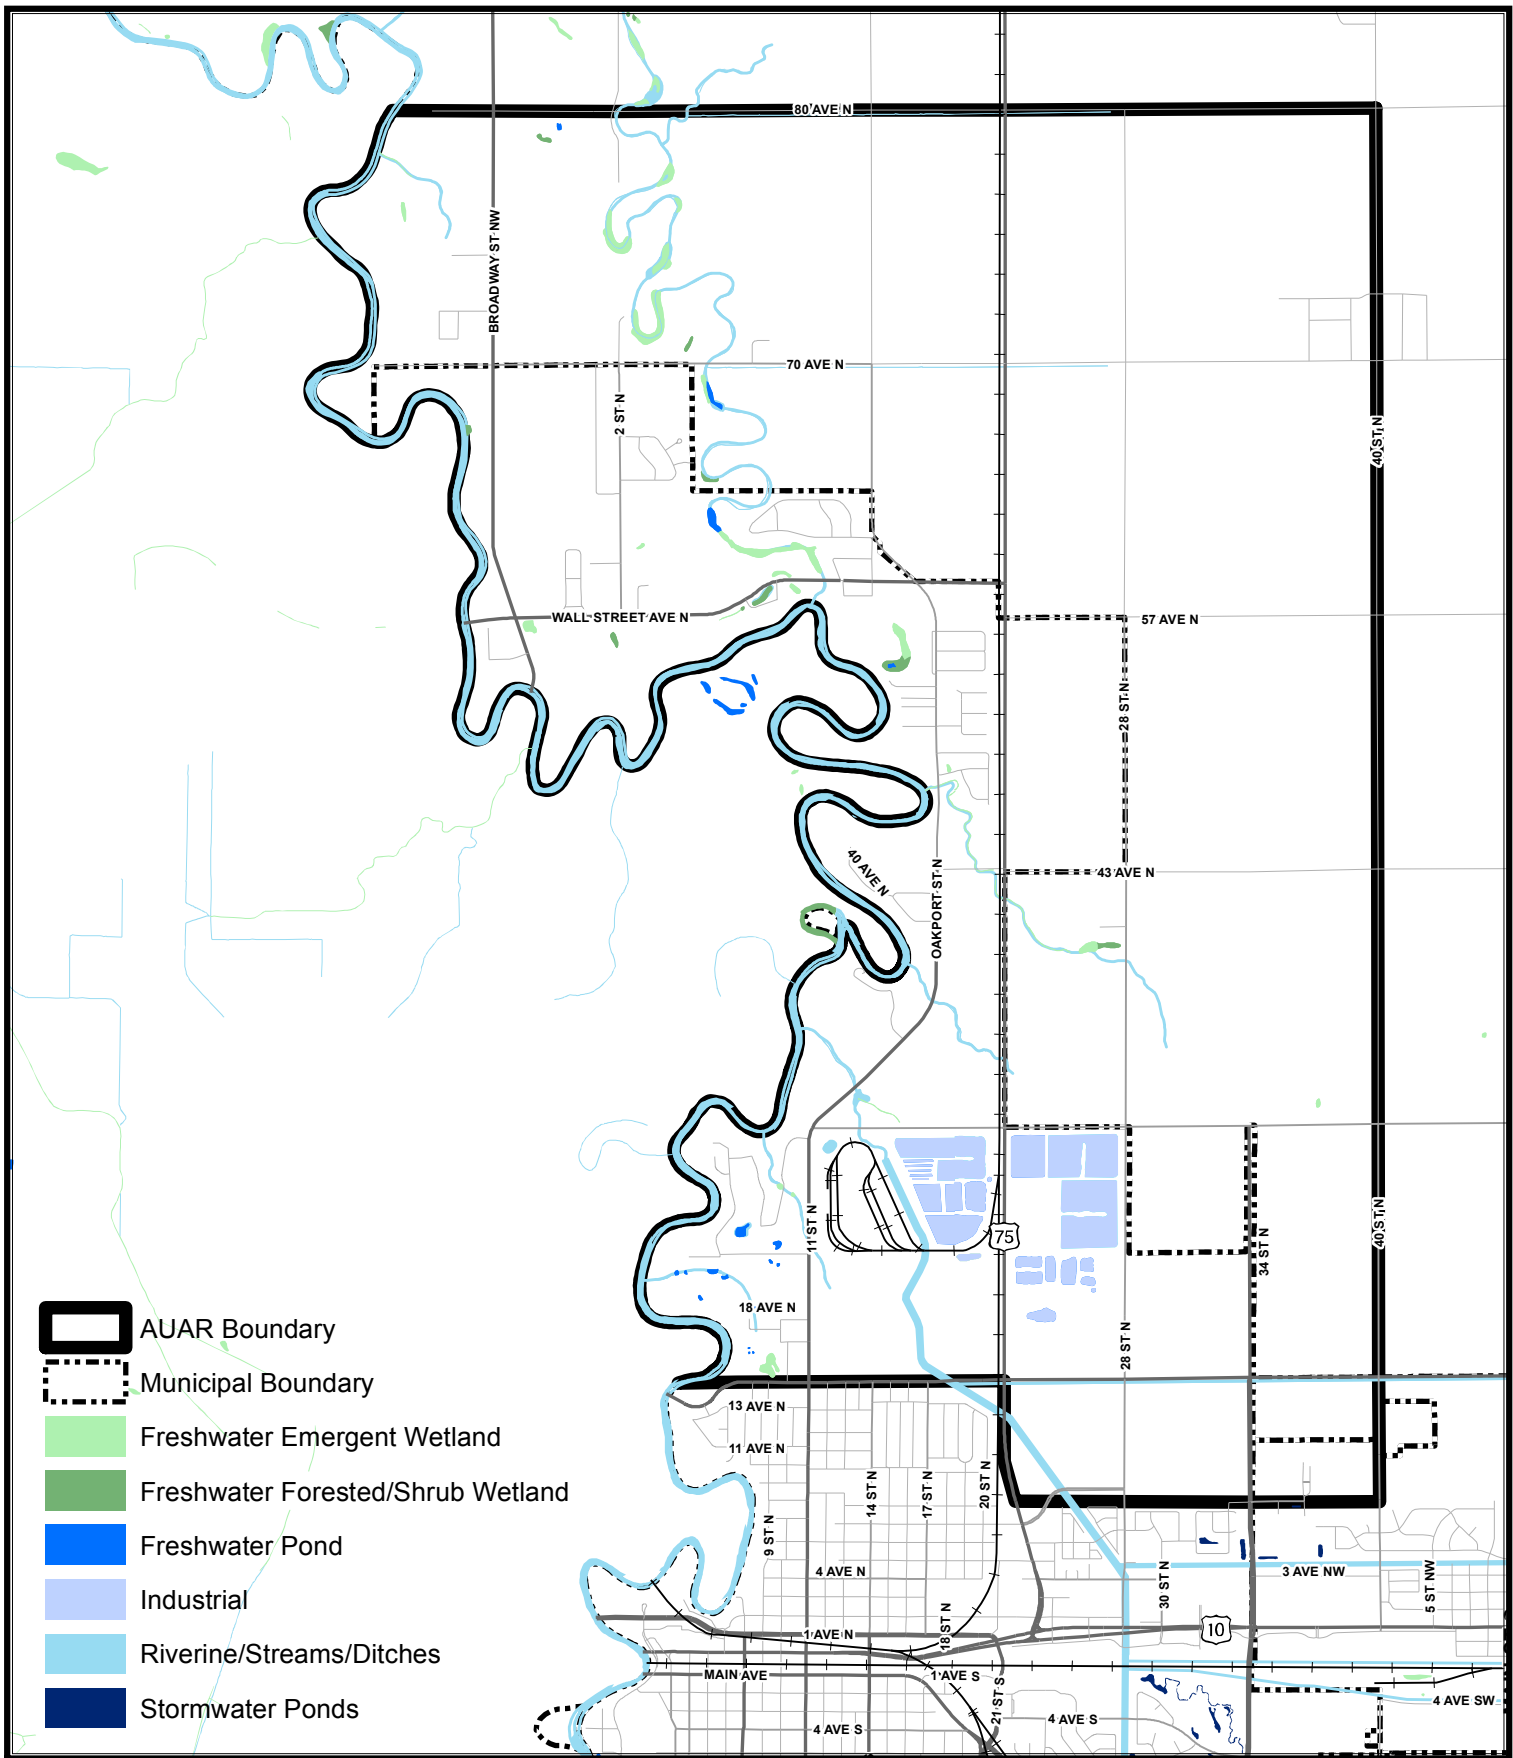 80 AVE N
BROADWAY ST NW
70 AVE N
2 ST N
40 ST N
WALL STREET AVE N
57 AVE N
28 ST N
40 AVE N
OAKPORT ST N
43 AVE N
11 ST N
75
40 ST N
34 ST N
18 AVE N
28 ST N
13 AVE N
11 AVE N
14 ST N
17 ST N
20 ST N
9 ST N
4 AVE N
30 ST N
3 AVE NW
5 ST NW
18 ST N
10
1 AVE N
MAIN AVE
1 AVE S
21 ST S
4 AVE S
4 AVE S
4 AVE SW
AUAR Boundary
Municipal Boundary
Freshwater Emergent Wetland
Freshwater Forested/Shrub Wetland
Freshwater Pond
Industrial
Riverine/Streams/Ditches
Stormwater Ponds